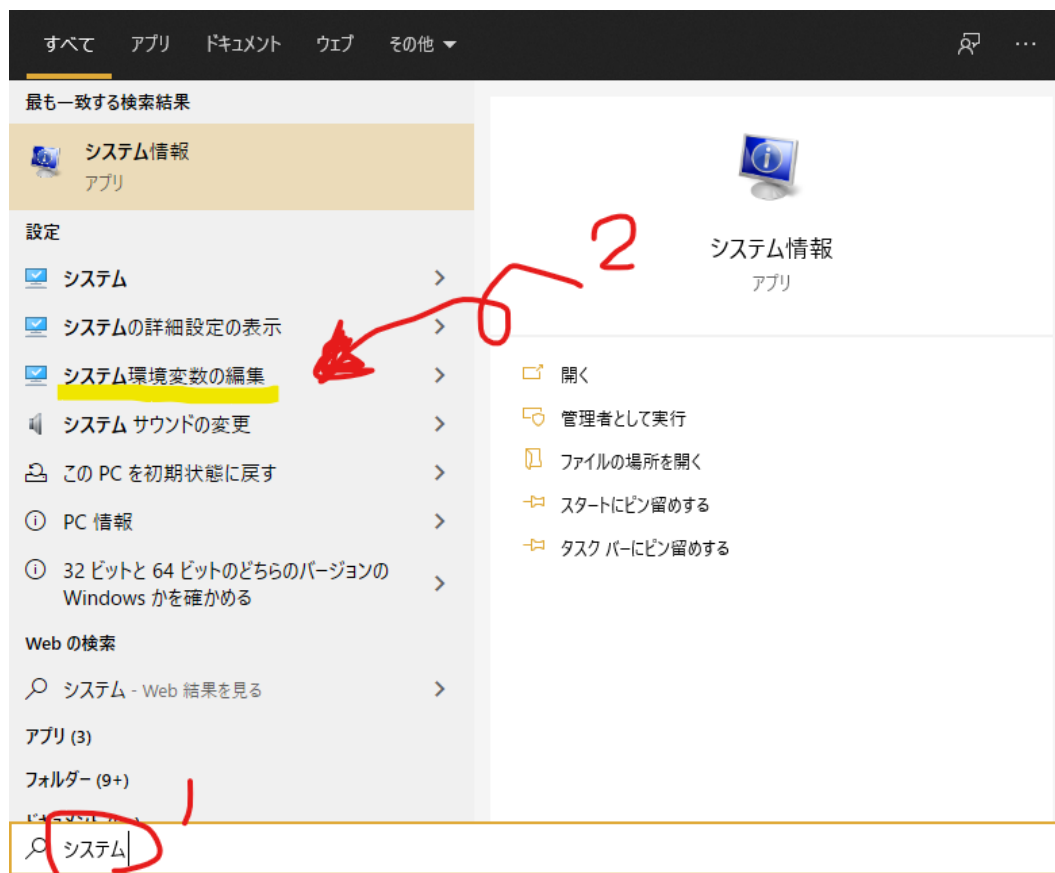 すべて アプリ ドキュメント ウェブ その他
最も一致する検索結果
システム情報
アプリ
設定
システム
システムの詳細設定の表示
システム環境変数の編集
システム サウンドの変更
この PC を初期状態に戻す
PC 情報
32 ビットと 64 ビットのどちらのバージョンの
Windows かを確かめる
Web の検索
システム - Web 結果を見る
アプリ (3)
フォルダー (9+)
1
システム
2
システム情報
アプリ
開く
管理者として実行
ファイルの場所を開く
スタートにピン留めする
タスク バーにピン留めする